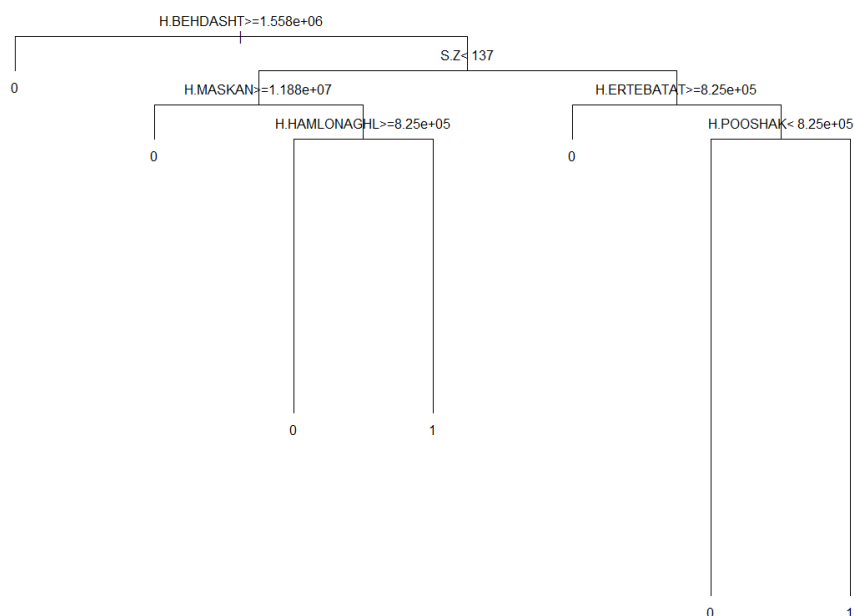 H.BEHDASHT>=1.558e+06
S.Z< 137
0
H.MASKAN>=1.188e+07
H.ERTEBATAT>=8.25e+05
H.HAMLONAGHL>=8.25e+05
H.POOSHAK< 8.25e+05
0
0
0
1
0
1